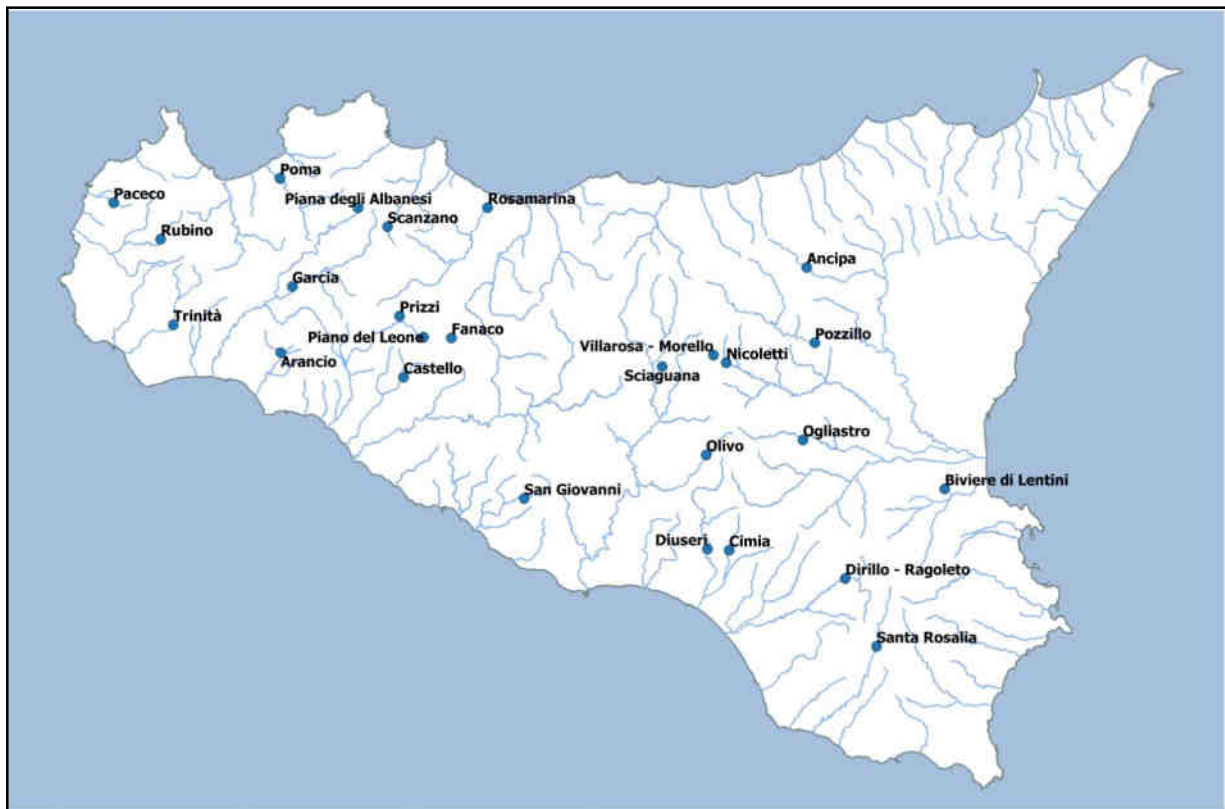 Poma
Paceco
Piana degli Albanesi
Rosamarina
Scanzano
Rubino
Ancipa
Garcia
Prizzi
Trinità
Fanaco
Piano del Leone
Pozzillo
Villarosa - Morello
Nicoletti
Arancio
Castello
Sciaguana
Ogliastro
Olivo
Biviere di Lentini
San Giovanni
Diuseri
Cimia
Dirillo - Ragoleto
Santa Rosalia